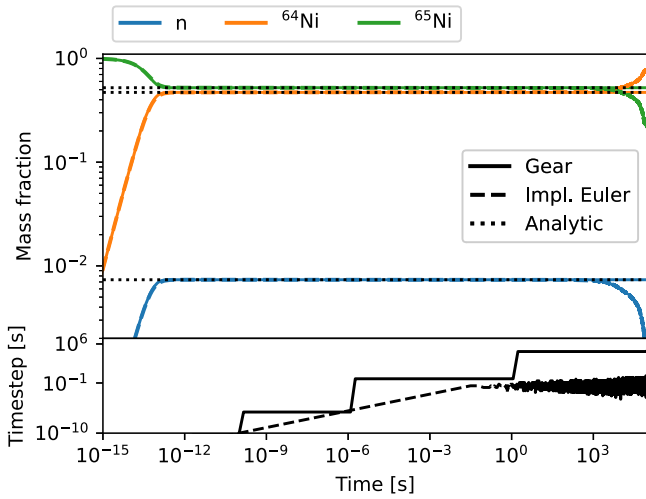 n ⁶⁴Ni ⁶⁵Ni
10⁰
10⁻¹
10⁻²
Mass fraction
Gear
Impl. Euler
Analytic
10⁶
10⁻¹
10⁻¹⁰
Timestep [s]
10⁻¹⁵ 10⁻¹² 10⁻⁹ 10⁻⁶ 10⁻³ 10⁰ 10³
Time [s]